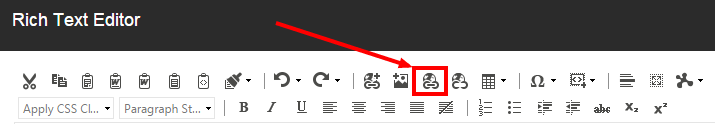 Rich Text Editor
Apply CSS Cl... Paragraph St... B I U abc X₂ X²